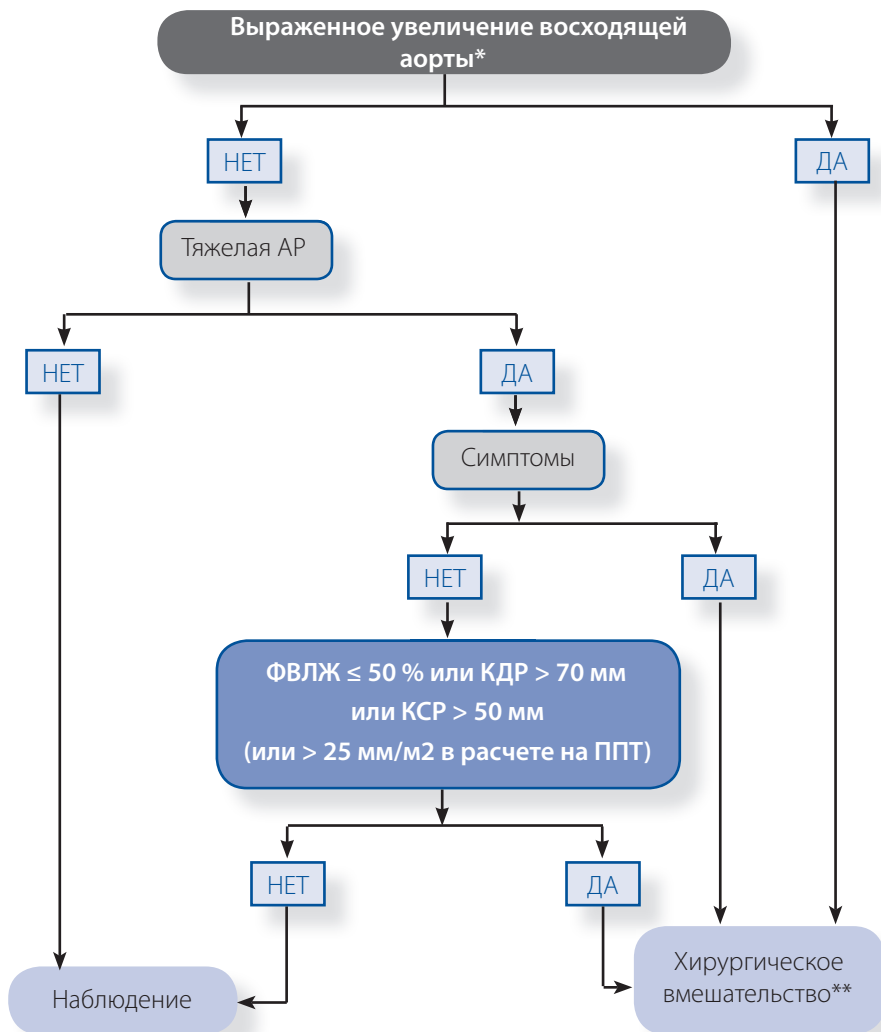 Выраженное увеличение восходящей
аорты*
НЕТ
ДА
Тяжелая АР
НЕТ
ДА
Симптомы
НЕТ
ДА
ФВЛЖ ≤ 50 % или КДР > 70 мм
или КСР > 50 мм
(или > 25 мм/м2 в расчете на ППТ)
НЕТ
ДА
Наблюдение
Хирургическое
вмешательство**